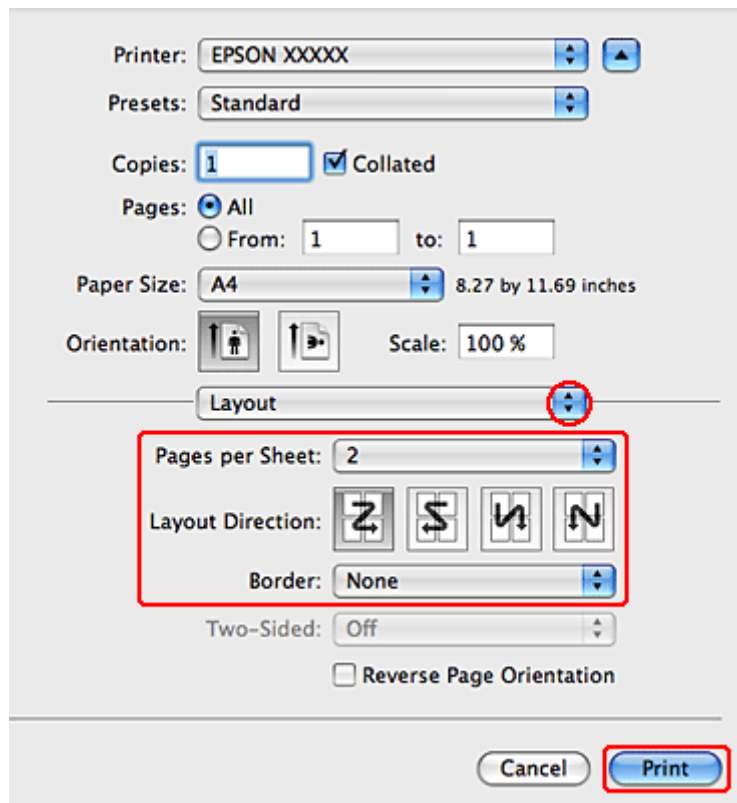 Printer: EPSON XXXXX
Presets: Standard
Copies: 1 Collated
Pages: All
From: 1 to: 1
Paper Size: A4 8.27 by 11.69 inches
Orientation: Scale: 100 %
Layout
Pages per Sheet: 2
Layout Direction:
Border: None
Two-Sided: Off
Reverse Page Orientation
Cancel Print